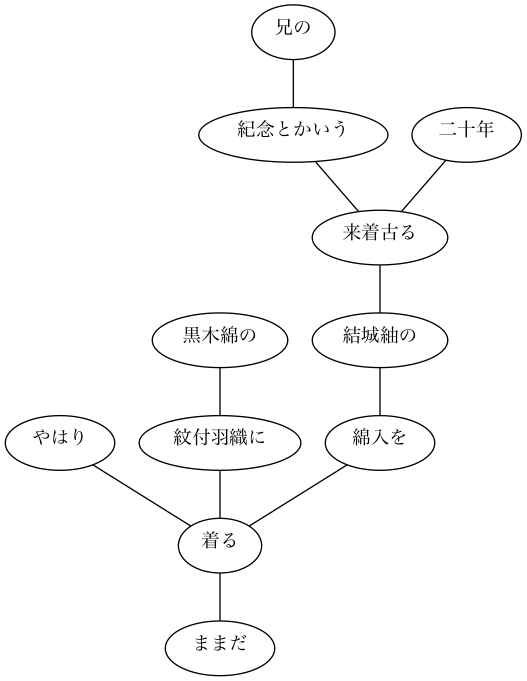 兄の
紀念とかいう
二十年
来着古る
黒木綿の
結城紬の
やはり
紋付羽織に
綿入を
着る
ままだ